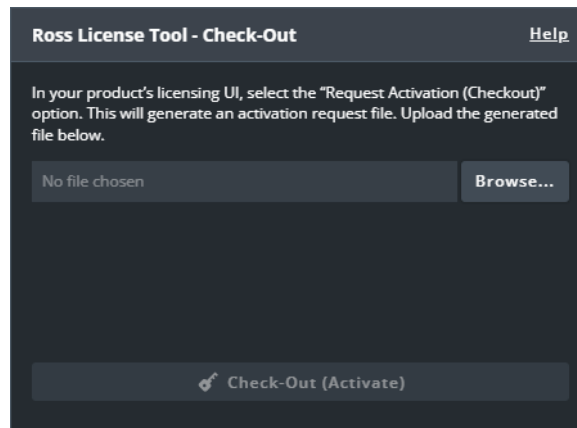 Ross License Tool - Check-Out
Help
In your product's licensing UI, select the “Request Activation (Checkout)”
option. This will generate an activation request file. Upload the generated
file below.
No file chosen
Browse...
Check-Out (Activate)